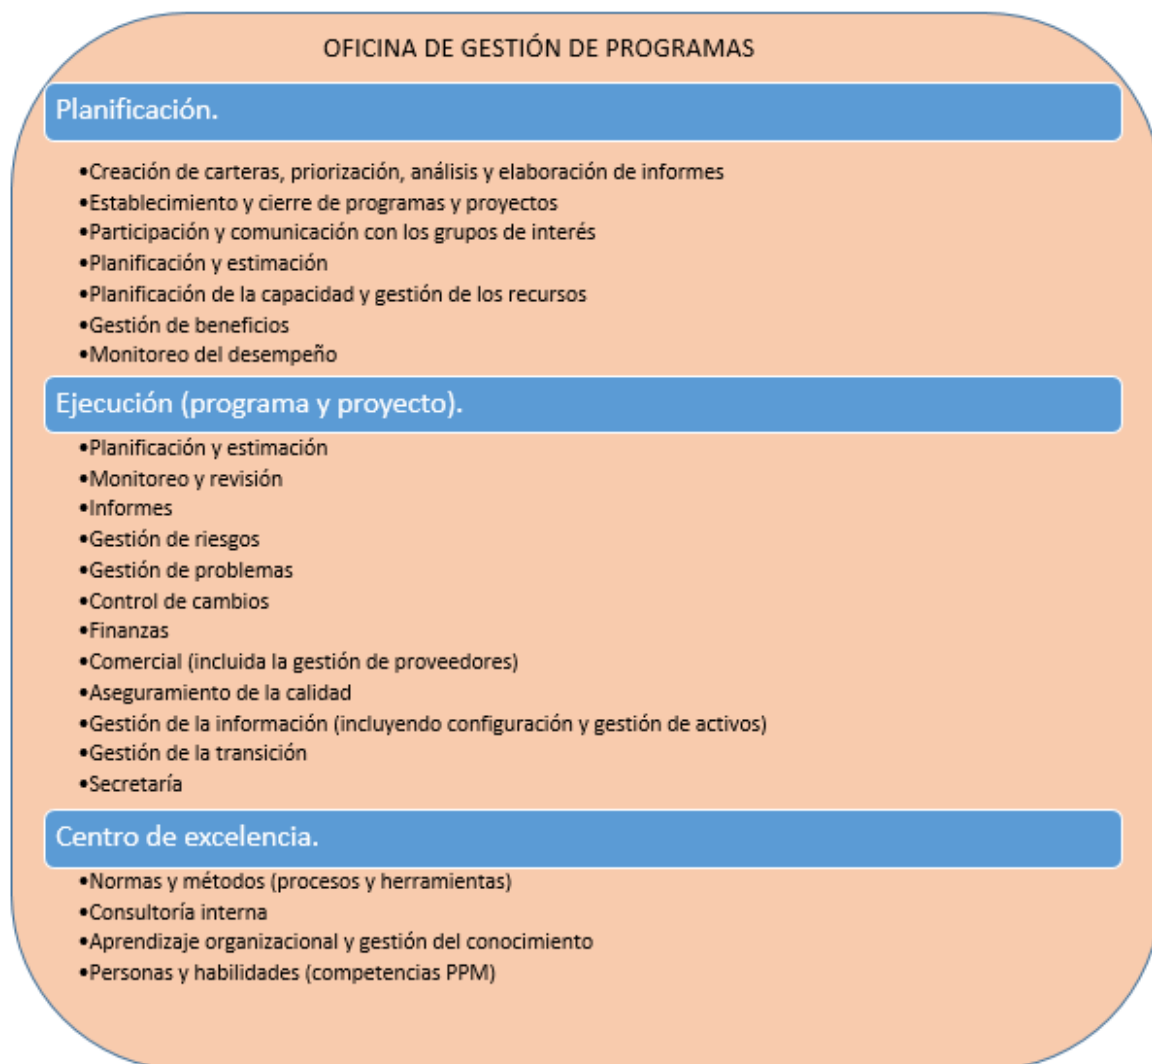 OFICINA DE GESTIÓN DE PROGRAMAS
Planificación.
•Creación de carteras, priorización, análisis y elaboración de informes
•Establecimiento y cierre de programas y proyectos
•Participación y comunicación con los grupos de interés
•Planificación y estimación
•Planificación de la capacidad y gestión de los recursos
•Gestión de beneficios
•Monitoreo del desempeño
Ejecución (programa y proyecto).
•Planificación y estimación
•Monitoreo y revisión
•Informes
•Gestión de riesgos
•Gestión de problemas
•Control de cambios
•Finanzas
•Comercial (incluida la gestión de proveedores)
•Aseguramiento de la calidad
•Gestión de la información (incluyendo configuración y gestión de activos)
•Gestión de la transición
•Secretaría
Centro de excelencia.
•Normas y métodos (procesos y herramientas)
•Consultoría interna
•Aprendizaje organizacional y gestión del conocimiento
•Personas y habilidades (competencias PPM)